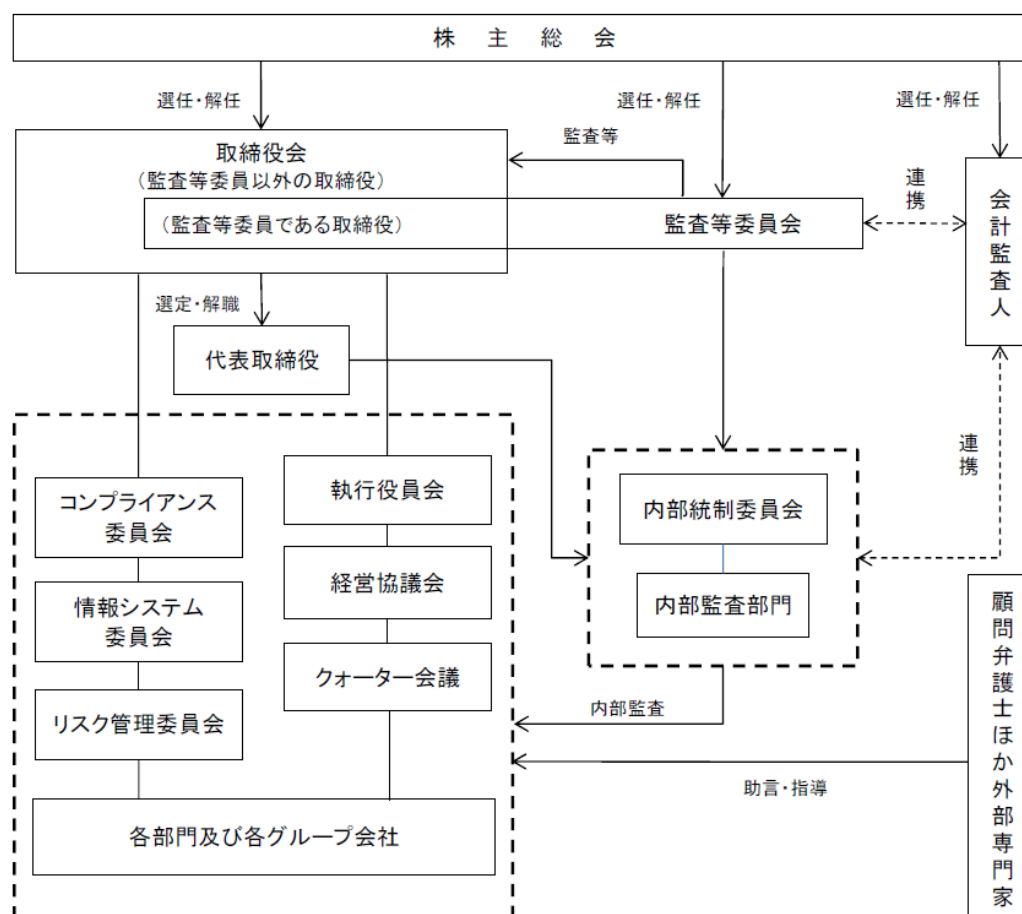 株主総会
選任・解任
選任・解任
選任・解任
取締役会
(監査等委員以外の取締役)
監査等
(監査等委員である取締役)
監査等委員会
連携
会計監査人
選定・解職
代表取締役
連携
コンプライアンス
委員会
執行役員会
内部統制委員会
情報システム
委員会
経営協議会
内部監査部門
リスク管理委員会
クォーター会議
内部監査
助言・指導
顧問弁護士ほか外部専門家
各部門及び各グループ会社